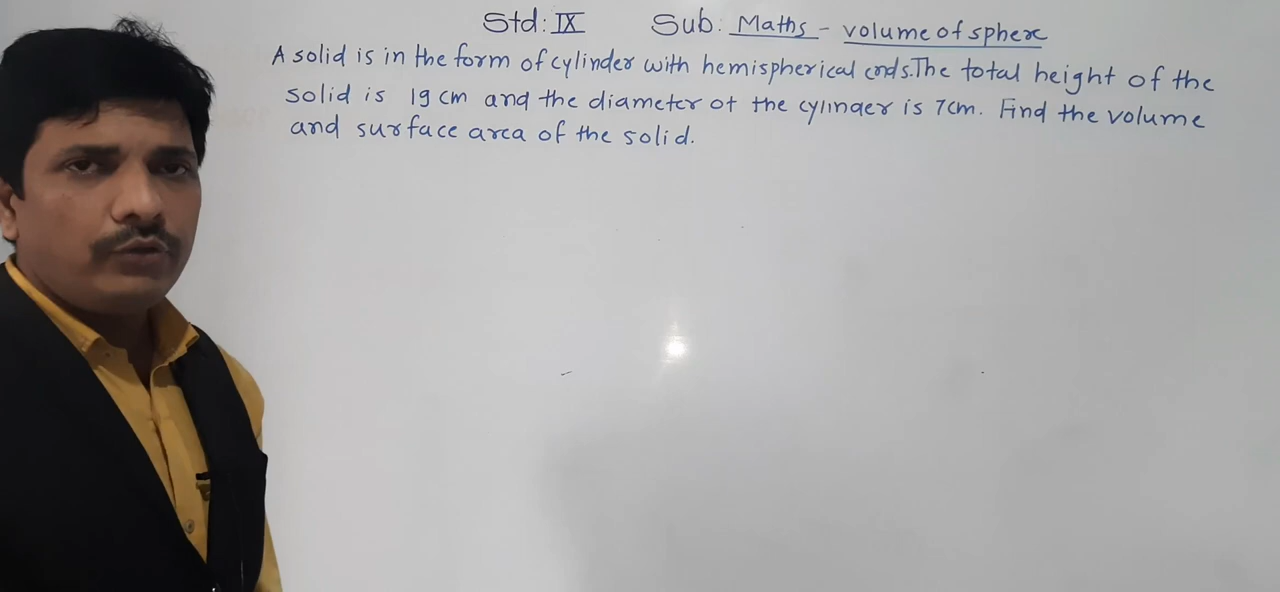 Std: IX Sub: Maths - volume of sphere
A solid is in the form of cylinder with hemispherical ends. The total height of the
solid is 19 cm and the diameter of the cylinder is 7cm. Find the volume
and surface area of the solid.